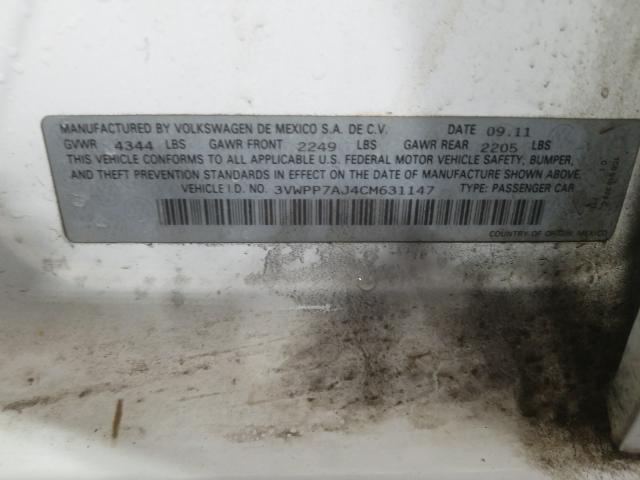 MANUFACTURED BY VOLKSWAGEN DE MEXICO S.A. DE C.V. DATE 09.11
GVWR 4344 LBS GAWR FRONT 2249 LBS GAWR REAR 2205 LBS
THIS VEHICLE CONFORMS TO ALL APPLICABLE U.S. FEDERAL MOTOR VEHICLE SAFETY, BUMPER,
AND THEFT PREVENTION STANDARDS IN EFFECT ON THE DATE OF MANUFACTURE SHOWN ABOVE.
VEHICLE I.D. NO. 3VWPP7AJ4CM631147 TYPE: PASSENGER CAR
COUNTRY OF ORIGIN: MEXICO